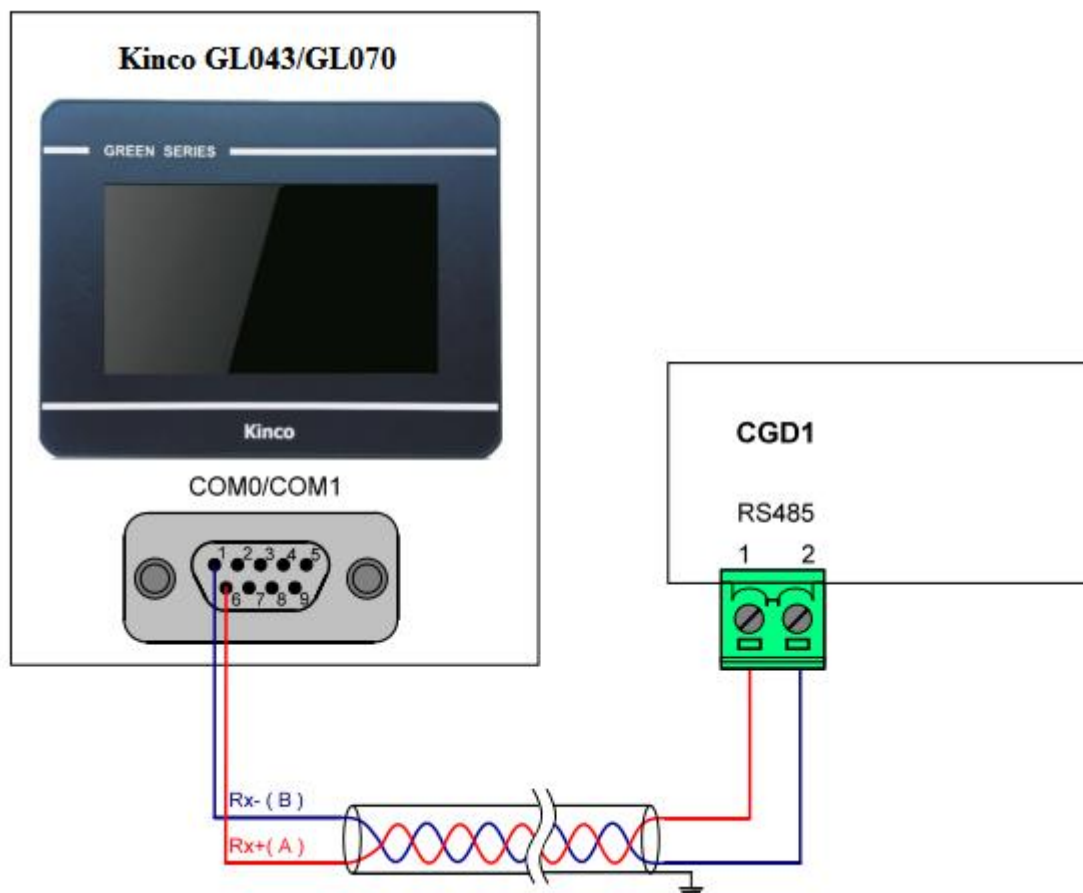 Kinco GL043/GL070
GREEN SERIES
Kinco
COM0/COM1
1 2 3 4 5
6 7 8 9
CGD1
RS485
1 2
Rx- ( B )
Rx+( A )